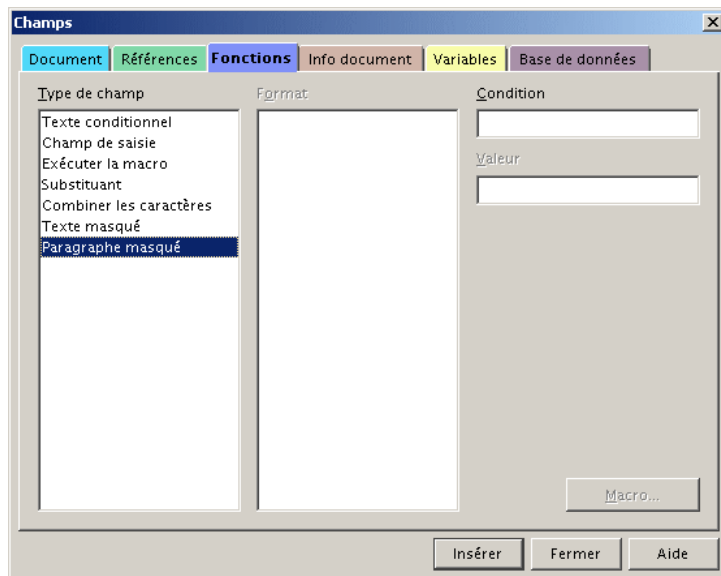 Champs
Document Références Fonctions Info document Variables Base de données
Type de champ Format Condition
Texte conditionnel
Champ de saisie
Exécuter la macro
Substituant
Combiner les caractères
Texte masqué
Paragraphe masqué
Valeur
Macro...
Insérer Fermer Aide